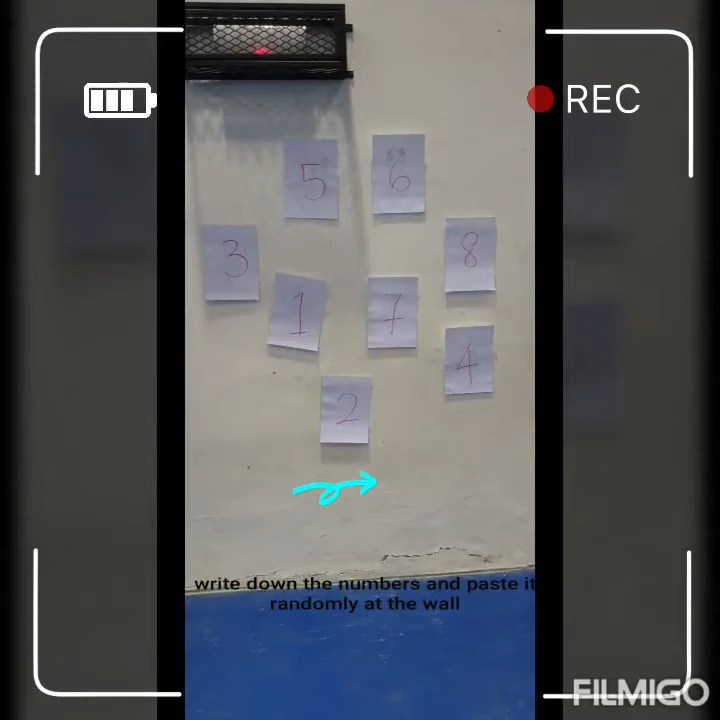 REC
5
6
3
8
1
7
4
2
write down the numbers and paste it
randomly at the wall
FILMIGO